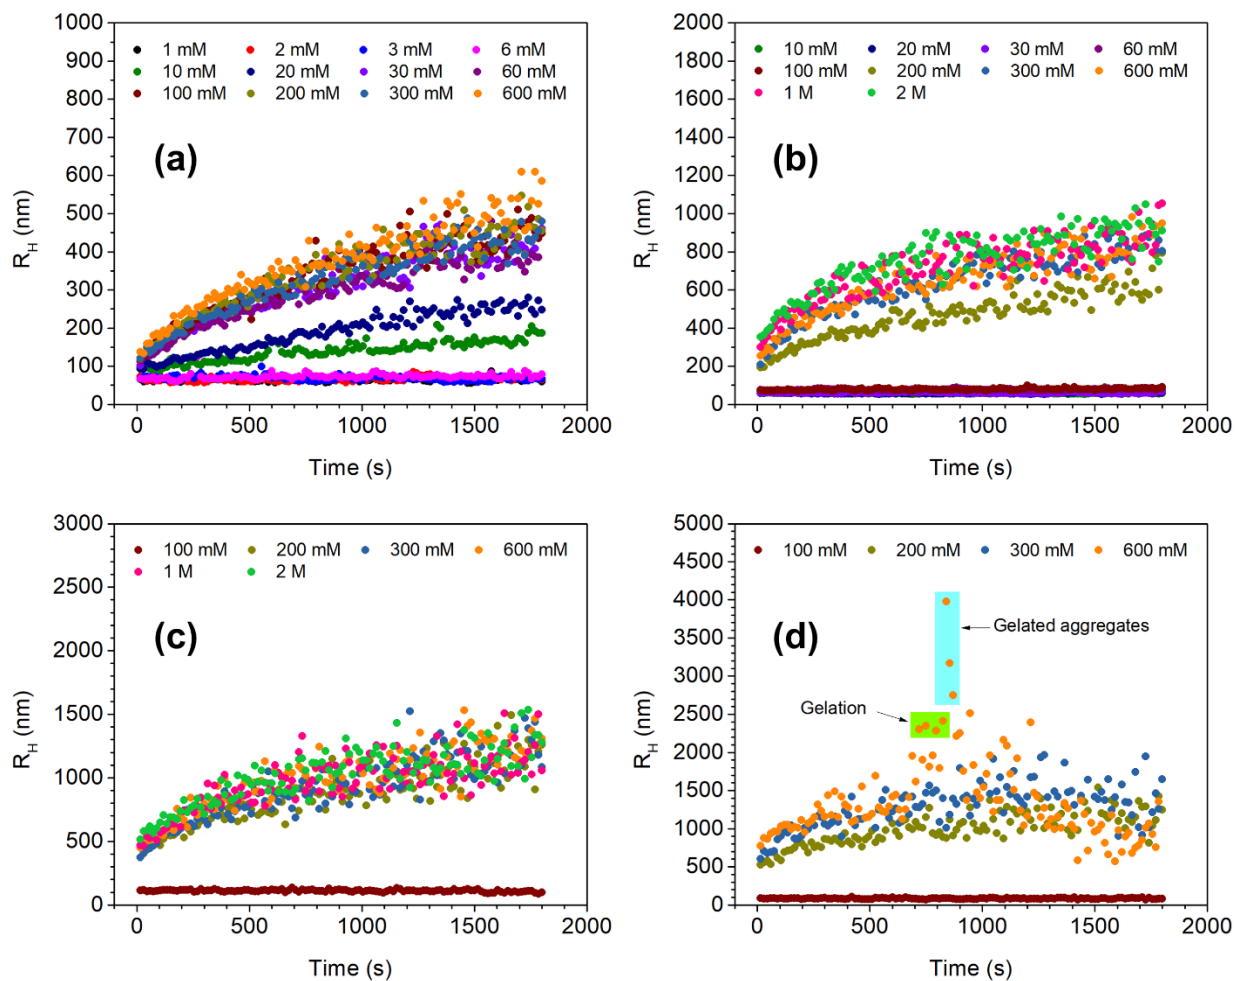 1000
900
800
700
600
500
400
300
200
100
0
R_H (nm)
1 mM 2 mM 3 mM 6 mM
10 mM 20 mM 30 mM 60 mM
100 mM 200 mM 300 mM 600 mM
(a)
0 500 1000 1500 2000
Time (s)
2000
1800
1600
1400
1200
1000
800
600
400
200
0
R_H (nm)
10 mM 20 mM 30 mM 60 mM
100 mM 200 mM 300 mM 600 mM
1 M 2 M
(b)
0 500 1000 1500 2000
Time (s)
3000
2500
2000
1500
1000
500
0
R_H (nm)
100 mM 200 mM 300 mM 600 mM
1 M 2 M
(c)
0 500 1000 1500 2000
Time (s)
5000
4500
4000
3500
3000
2500
2000
1500
1000
500
0
R_H (nm)
100 mM 200 mM 300 mM 600 mM
(d)
Gelated aggregates
Gelation
0 500 1000 1500 2000
Time (s)